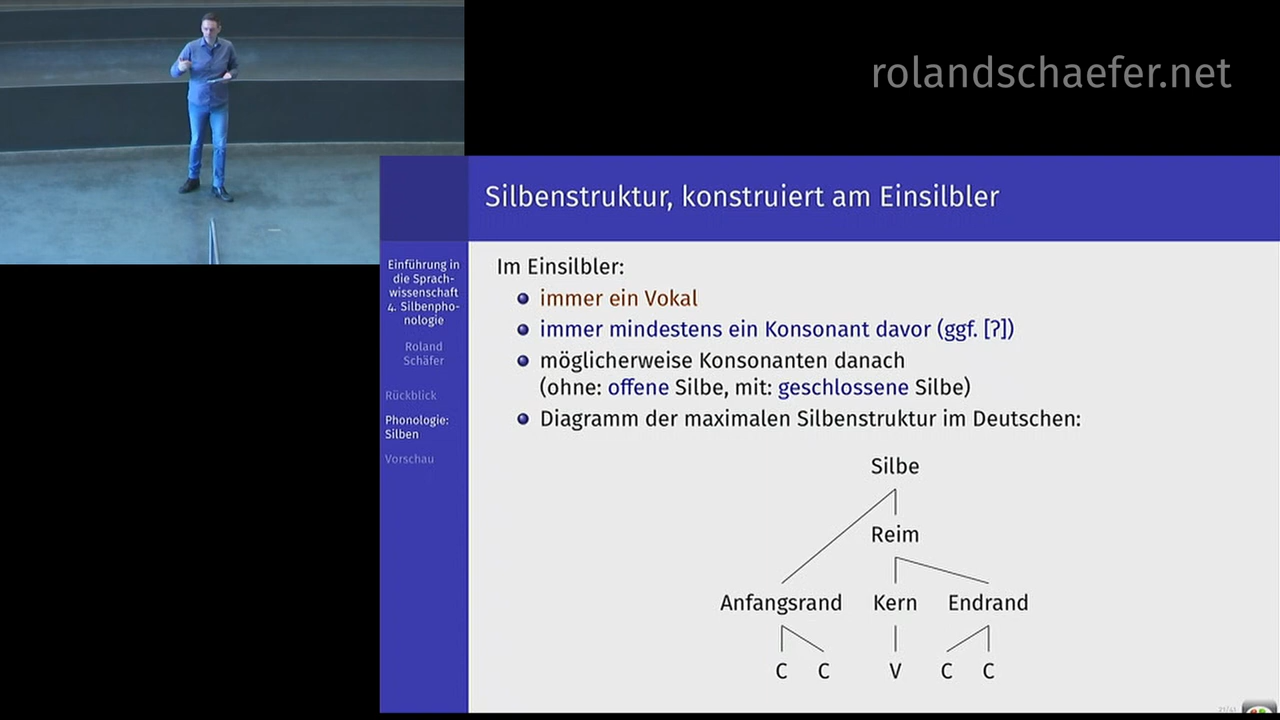 rolandschaefer.net
Silbenstruktur, konstruiert am Einsilbler
Einführung in
die Sprach-
wissenschaft
4. Silbenpho-
nologie
Roland
Schäfer
Rückblick
Phonologie:
Silben
Vorschau
Im Einsilbler:
immer ein Vokal
immer mindestens ein Konsonant davor (ggf. [ʔ])
möglicherweise Konsonanten danach
(ohne: offene Silbe, mit: geschlossene Silbe)
Diagramm der maximalen Silbenstruktur im Deutschen:
Silbe
Reim
Anfangsrand Kern Endrand
C C V C C